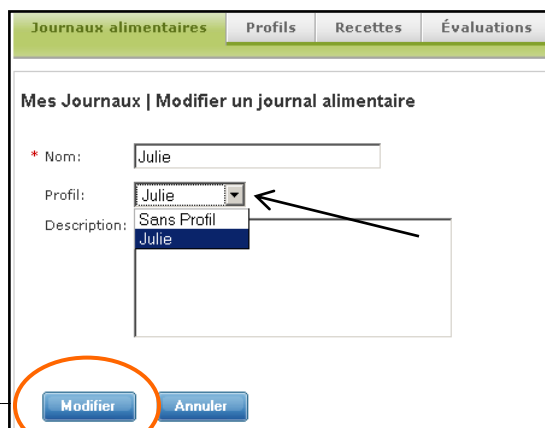 Journaux alimentaires Profils Recettes Évaluations
Mes Journaux | Modifier un journal alimentaire
* Nom: Julie
Profil: Julie
Sans Profil
Julie
Description:
Modifier Annuler